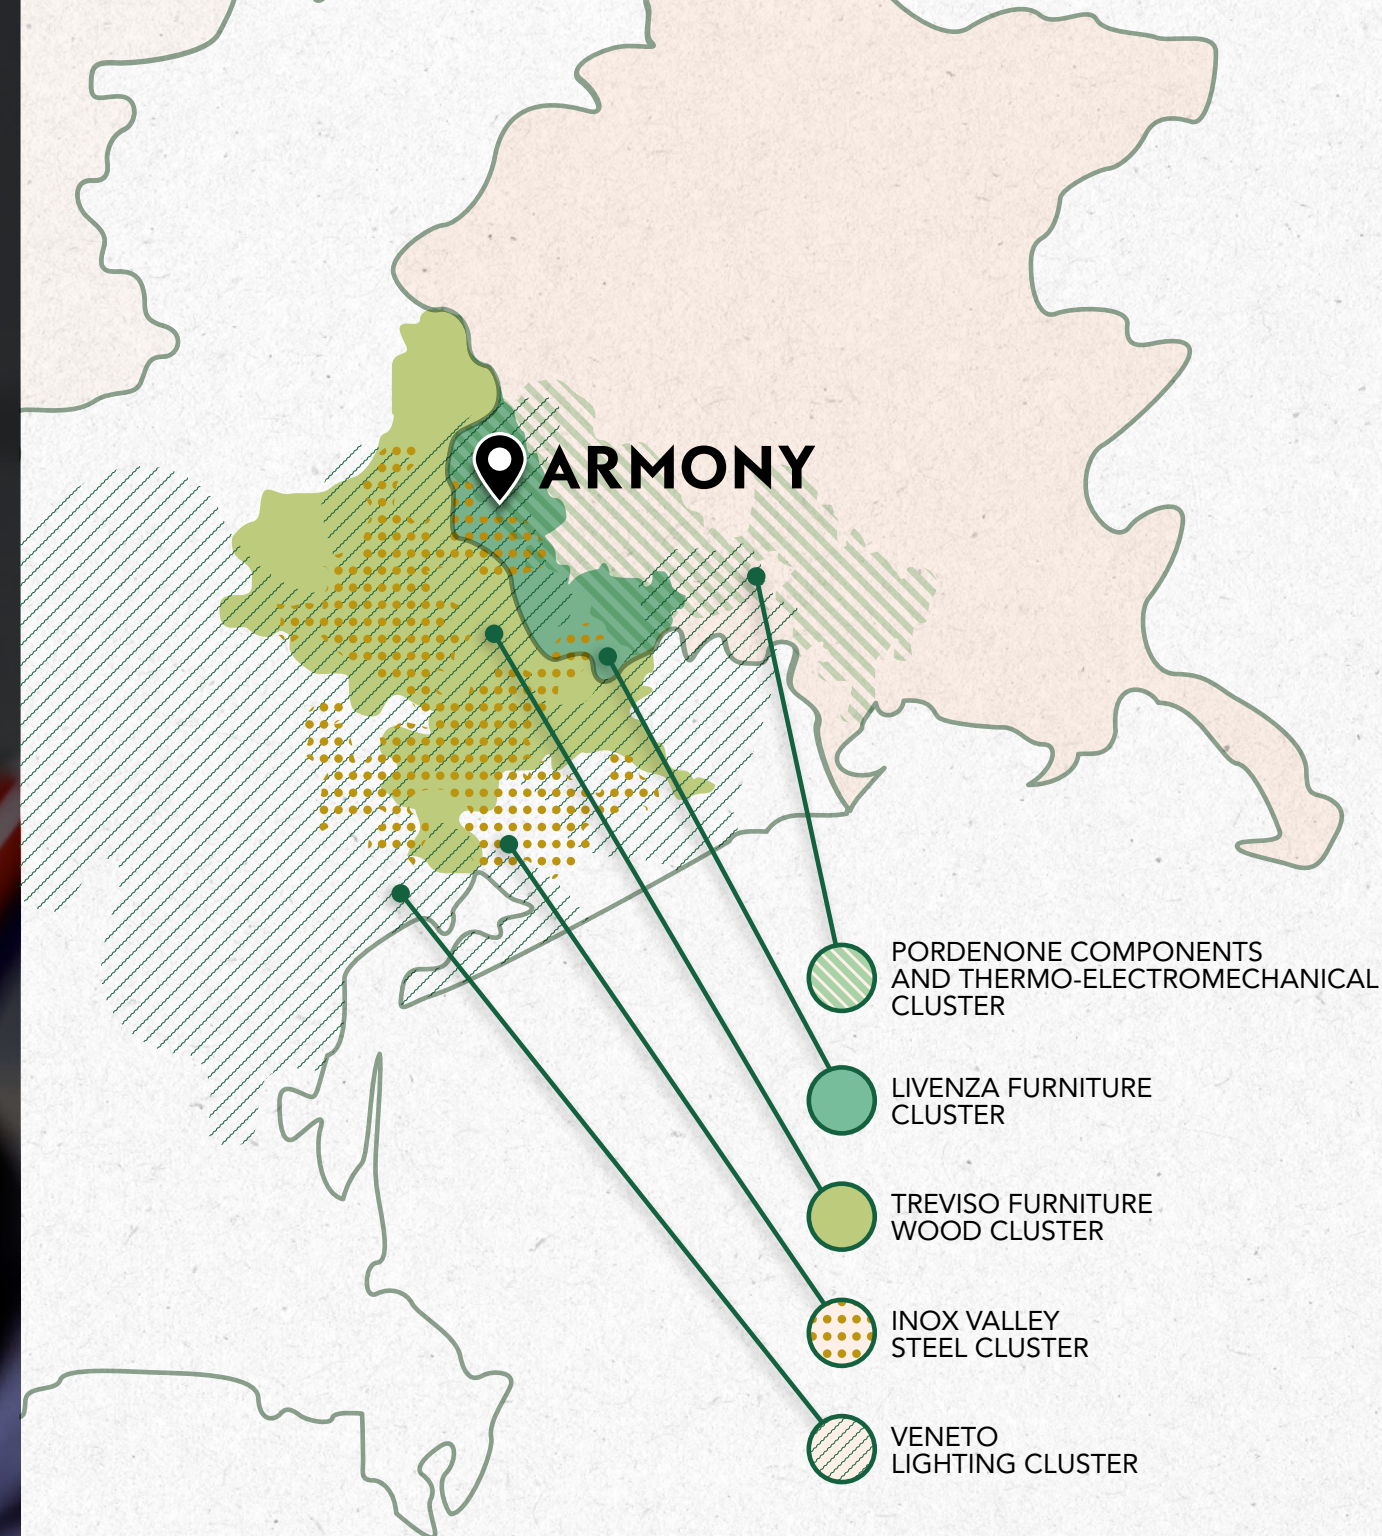 ARMONY
PORDENONE COMPONENTS
AND THERMO-ELECTROMECHANICAL
CLUSTER
LIVENZA FURNITURE
CLUSTER
TREVISO FURNITURE
WOOD CLUSTER
INOX VALLEY
STEEL CLUSTER
VENETO
LIGHTING CLUSTER